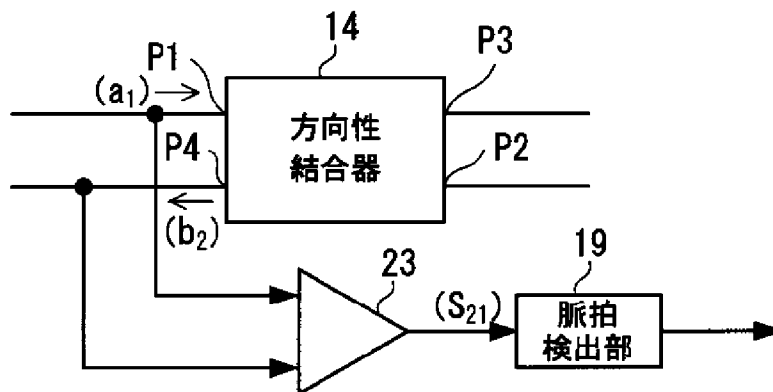 14
P1
P3
(a₁)
方向性
結合器
P4
P2
(b₂)
23
(S₂₁)
19
脈拍
検出部